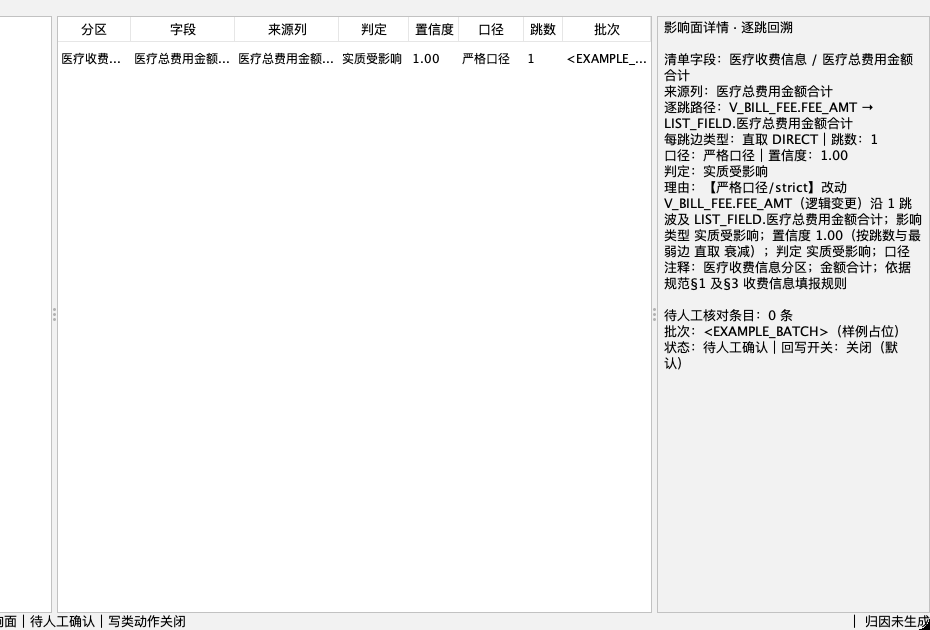 分区 字段 来源列 判定 置信度 口径 跳数 批次
医疗收费... 医疗总费用金额... 医疗总费用金额... 实质受影响 1.00 严格口径 1 <EXAMPLE_...
影响面详情 · 逐跳回溯
清单字段：医疗收费信息 / 医疗总费用金额
合计
来源列：医疗总费用金额合计
逐跳路径：V_BILL_FEE.FEE_AMT →
LIST_FIELD.医疗总费用金额合计
每跳边类型：直取 DIRECT｜跳数：1
口径：严格口径｜置信度：1.00
判定：实质受影响
理由：【严格口径/strict】改动
V_BILL_FEE.FEE_AMT（逻辑变更）沿 1 跳
波及 LIST_FIELD.医疗总费用金额合计；影响
类型 实质受影响；置信度 1.00（按跳数与最
弱边 直取 衰减）；判定 实质受影响；口径
注释：医疗收费信息分区；金额合计；依据
规范§1 及§3 收费信息填报规则
待人工核对条目：0 条
批次：<EXAMPLE_BATCH>（样例占位）
状态：待人工确认｜回写开关：关闭（默
认）
面｜待人工确认｜写类动作关闭
｜ 归因未生成